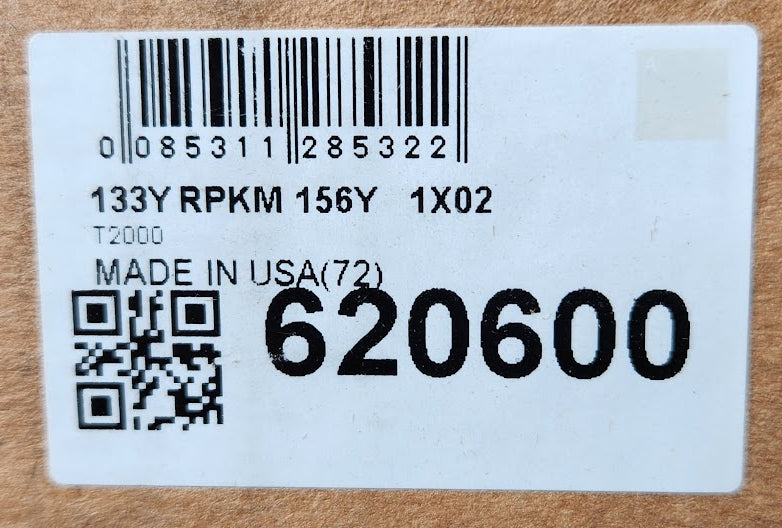 0 085311 285322
133Y RPKM 156Y 1X02
T2000
MADE IN USA(72)
620600